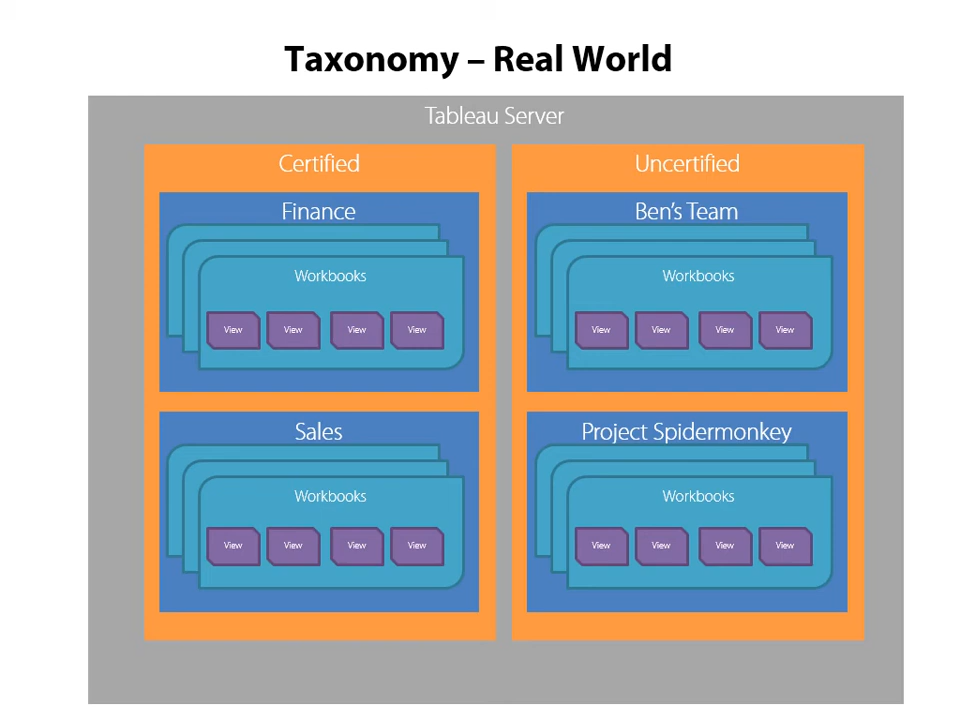 Taxonomy – Real World
Tableau Server
Certified
Finance
Workbooks
View View View View
Sales
Workbooks
View View View View
Uncertified
Ben's Team
Workbooks
View View View View
Project Spidermonkey
Workbooks
View View View View